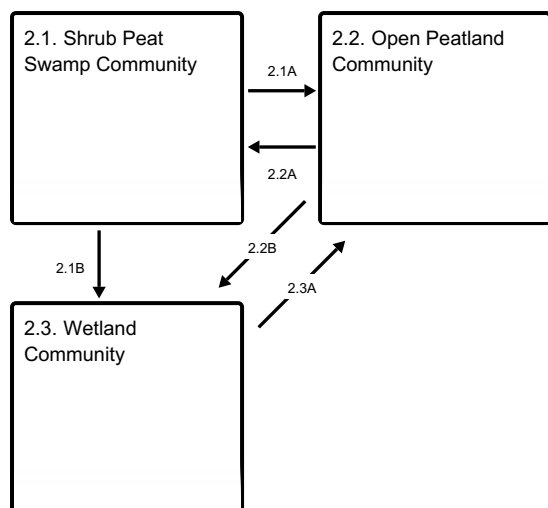 2.1. Shrub Peat
Swamp Community
2.1A
2.2. Open Peatland
Community
2.2A
2.1B
2.2B
2.3A
2.3. Wetland
Community